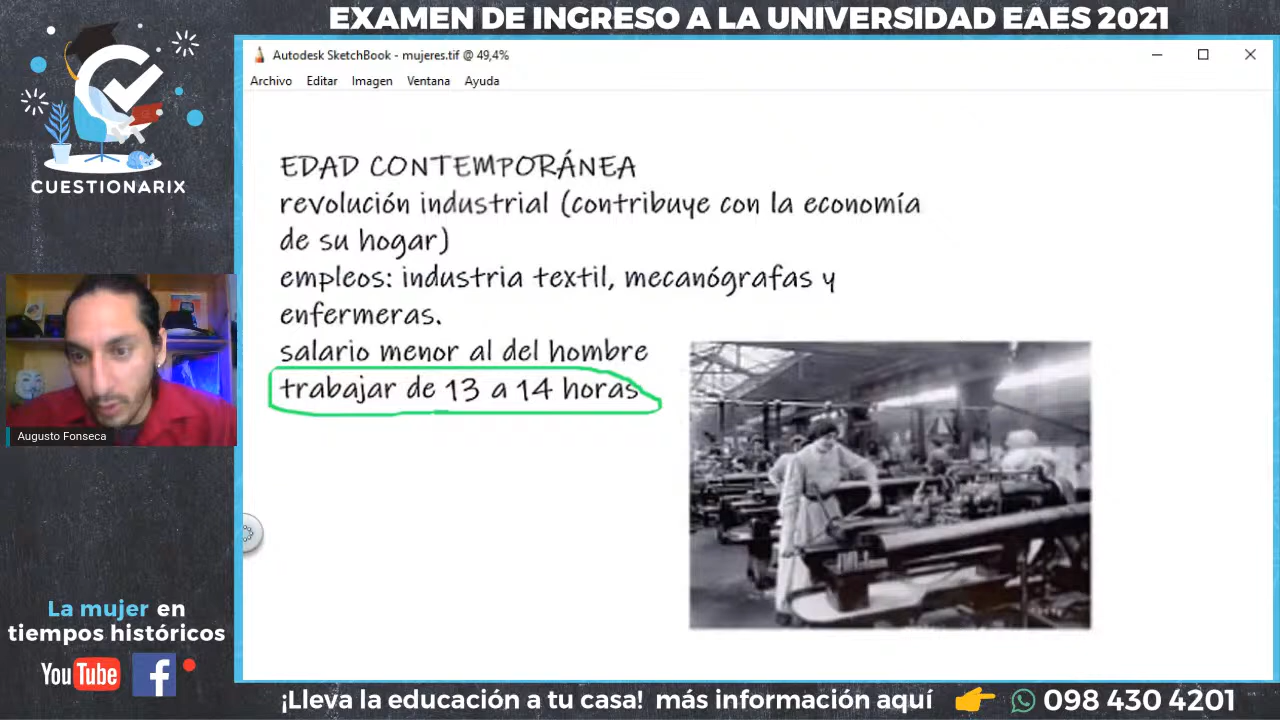 EXAMEN DE INGRESO A LA UNIVERSIDAD EAES 2021
Autodesk SketchBook - mujeres.tif @ 49,4%
Archivo Editar Imagen Ventana Ayuda
CUESTIONARIX
EDAD CONTEMPORÁNEA
revolución industrial (contribuye con la economía
de su hogar)
empleos: industria textil, mecanógrafas y
enfermeras.
salario menor al del hombre
trabajar de 13 a 14 horas
Augusto Fonseca
La mujer en
tiempos históricos
YouTube f
¡Lleva la educación a tu casa! más información aquí 098 430 4201